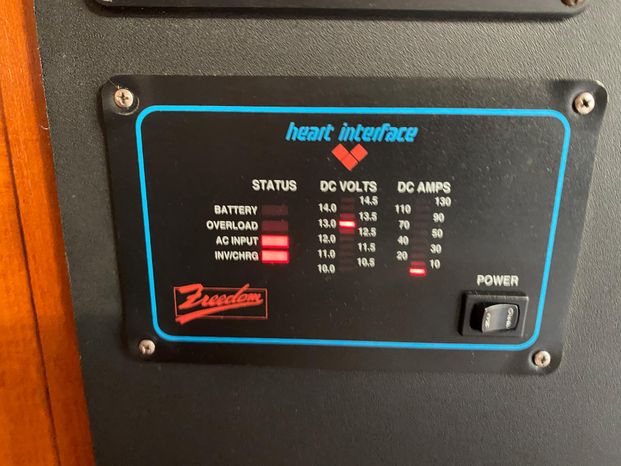 heart interface
STATUS DC VOLTS DC AMPS
BATTERY
OVERLOAD
AC INPUT
INV/CHRG
14.5
14.0
13.5
13.0
12.5
12.0
11.5
11.0
10.5
10.0
130
110
90
70
50
40
30
20
10
POWER
Freedom